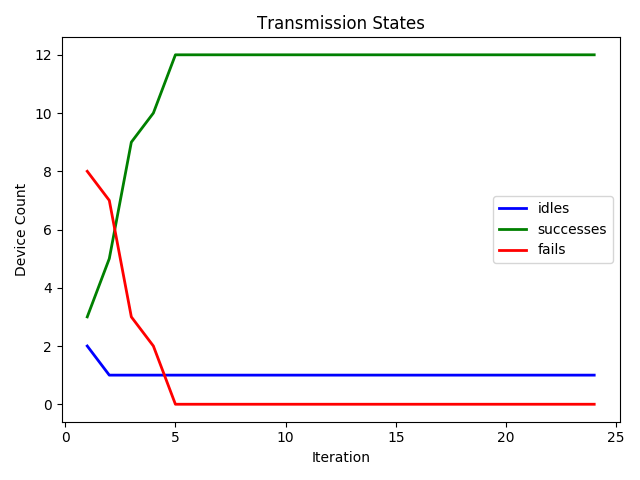 Transmission States
Device Count
12
10
8
6
4
2
0
idles
successes
fails
0 5 10 15 20 25
Iteration